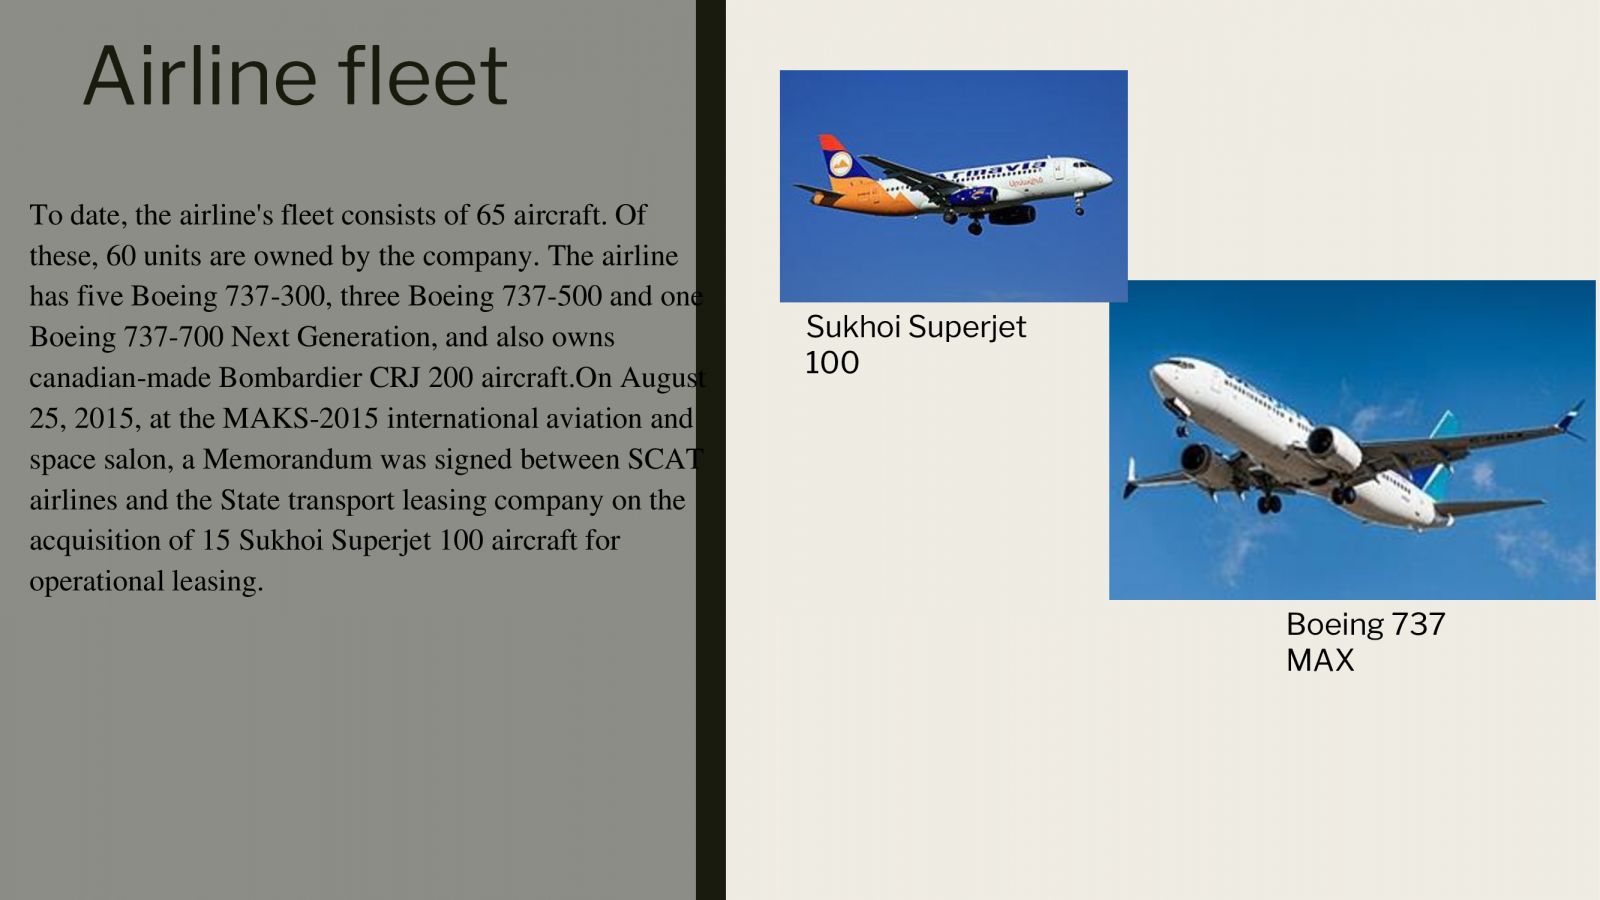 Airline fleet
To date, the airline's fleet consists of 65 aircraft. Of
these, 60 units are owned by the company. The airline
has five Boeing 737-300, three Boeing 737-500 and one
Boeing 737-700 Next Generation, and also owns
canadian-made Bombardier CRJ 200 aircraft.On August
25, 2015, at the MAKS-2015 international aviation and
space salon, a Memorandum was signed between SCAT
airlines and the State transport leasing company on the
acquisition of 15 Sukhoi Superjet 100 aircraft for
operational leasing.
Armavia
Sukhoi Superjet
100
Boeing 737
MAX